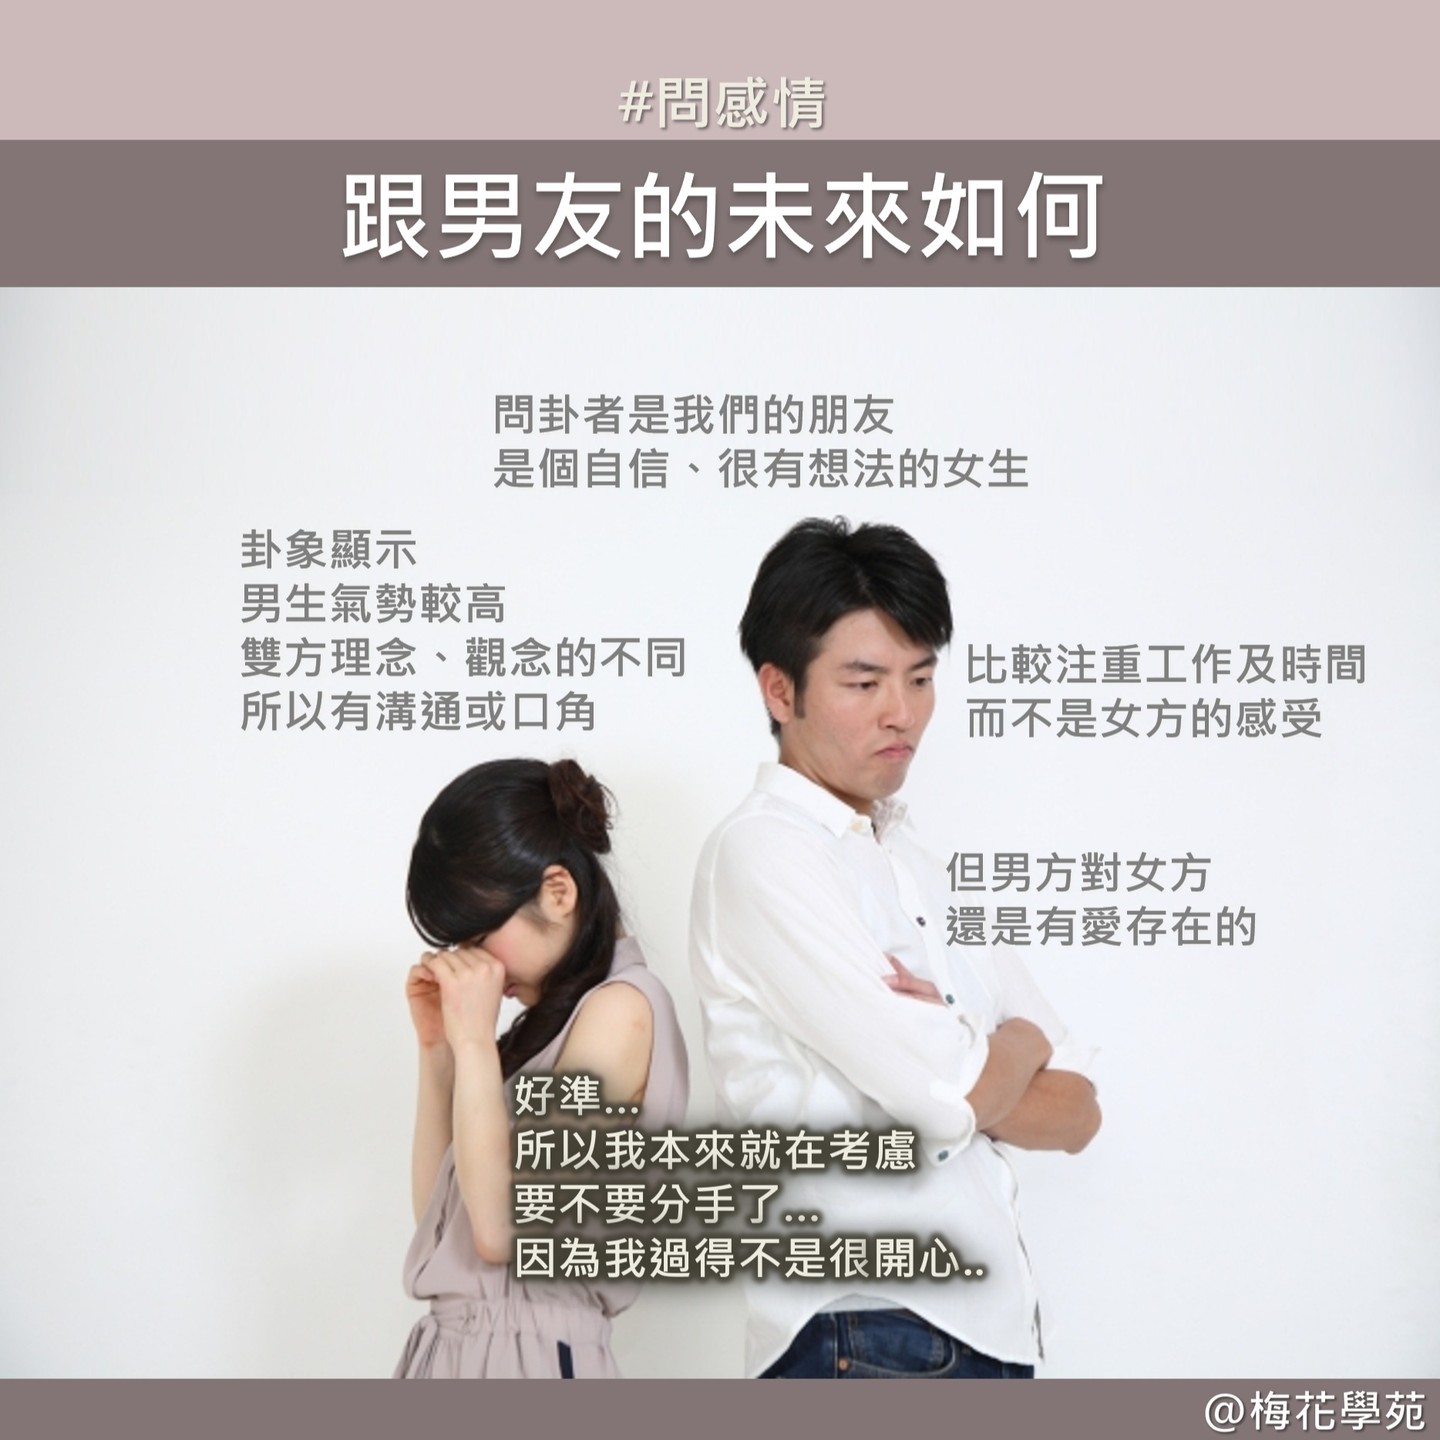 #問感情
跟男友的未來如何
問卦者是我們的朋友
是個自信、很有想法的女生
卦象顯示
男生氣勢較高
雙方理念、觀念的不同
所以有溝通或口角
比較注重工作及時間
而不是女方的感受
但男方對女方
還是有愛存在的
好準...
所以我本來就在考慮
要不要分手了...
因為我過得不是很開心..
@梅花學苑